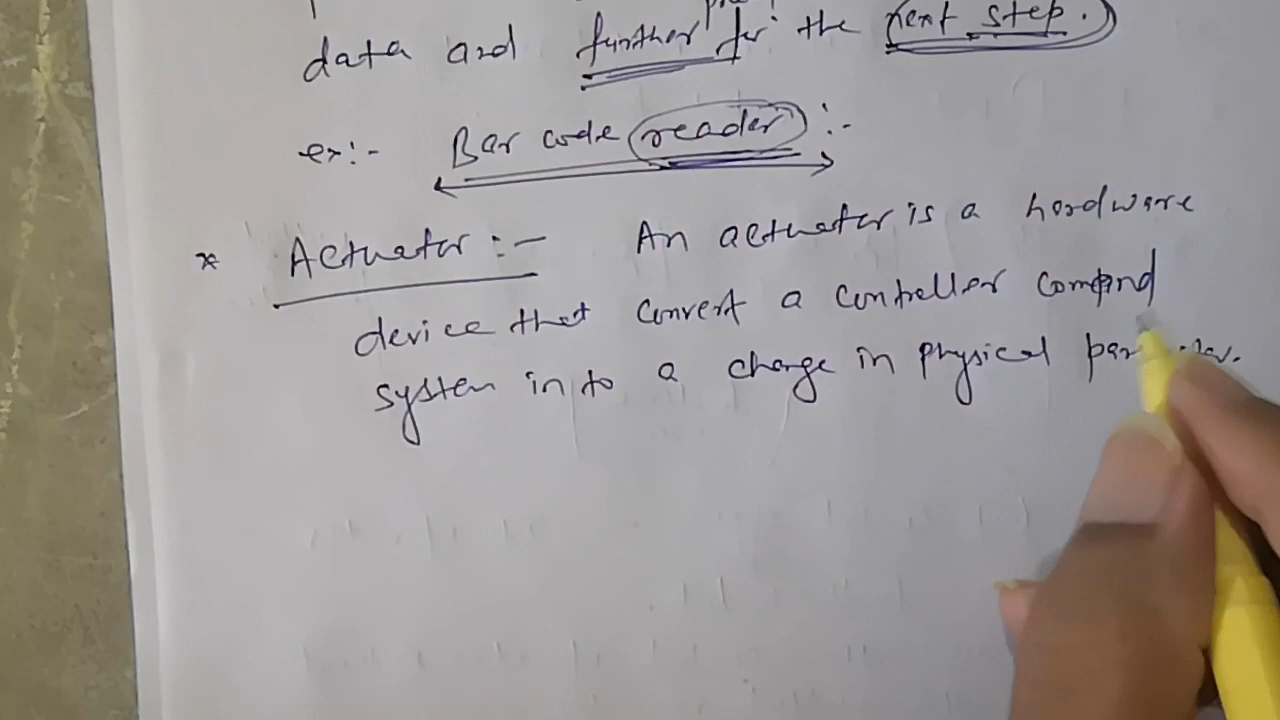 data and further for the next step.
ex:- Bar code reader :-
* Actuator :- An actuator is a hardware
device that convert a controller command
system in to a change in physical